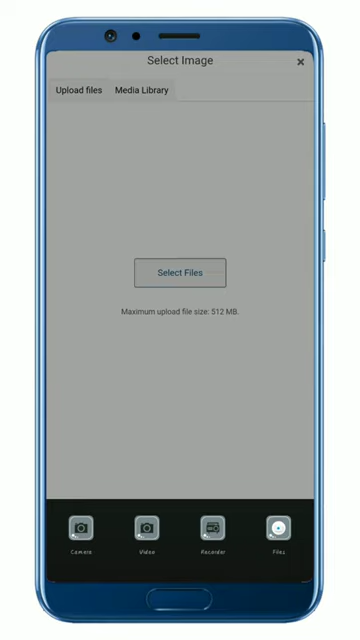 Select Image ×
Upload files Media Library
Select Files
Maximum upload file size: 512 MB.
Camera Video Recorder Files